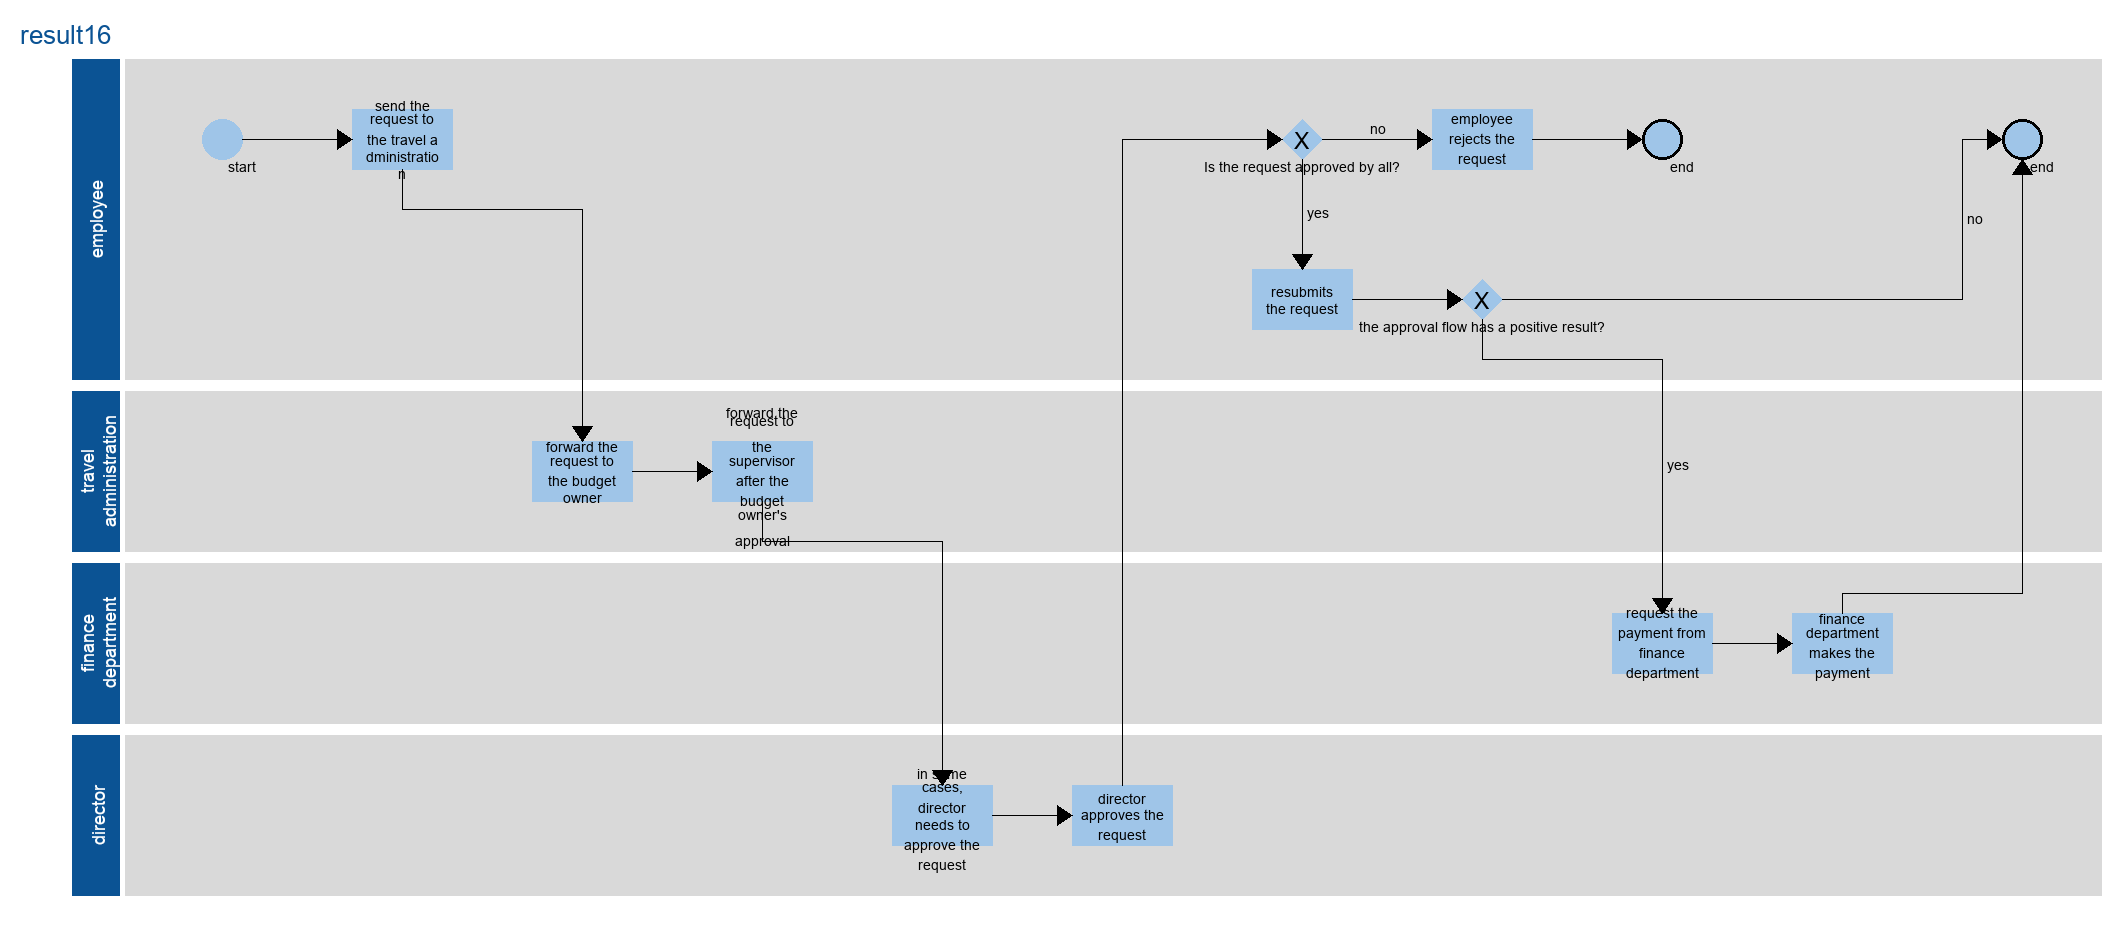 result16
employee
start
send the
request to
the travel a
dministratio
n
Is the request approved by all?
no
yes
employee
rejects the
request
end
resubmits
the request
the approval flow has a positive result?
no
end
travel
administration
forward the
request to
the budget
owner
forward the
request to
the
supervisor
after the
budget
owner's
approval
yes
finance
department
request the
payment from
finance
department
finance
department
makes the
payment
director
in some
cases,
director
needs to
approve the
request
director
approves the
request
X
X